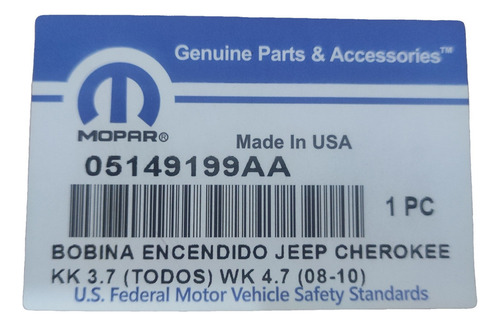 Genuine Parts & Accessories™
MOPAR®
Made In USA
05149199AA
1 PC
BOBINA ENCENDIDO JEEP CHEROKEE
KK 3.7 (TODOS) WK 4.7 (08-10)
U.S. Federal Motor Vehicle Safety Standards